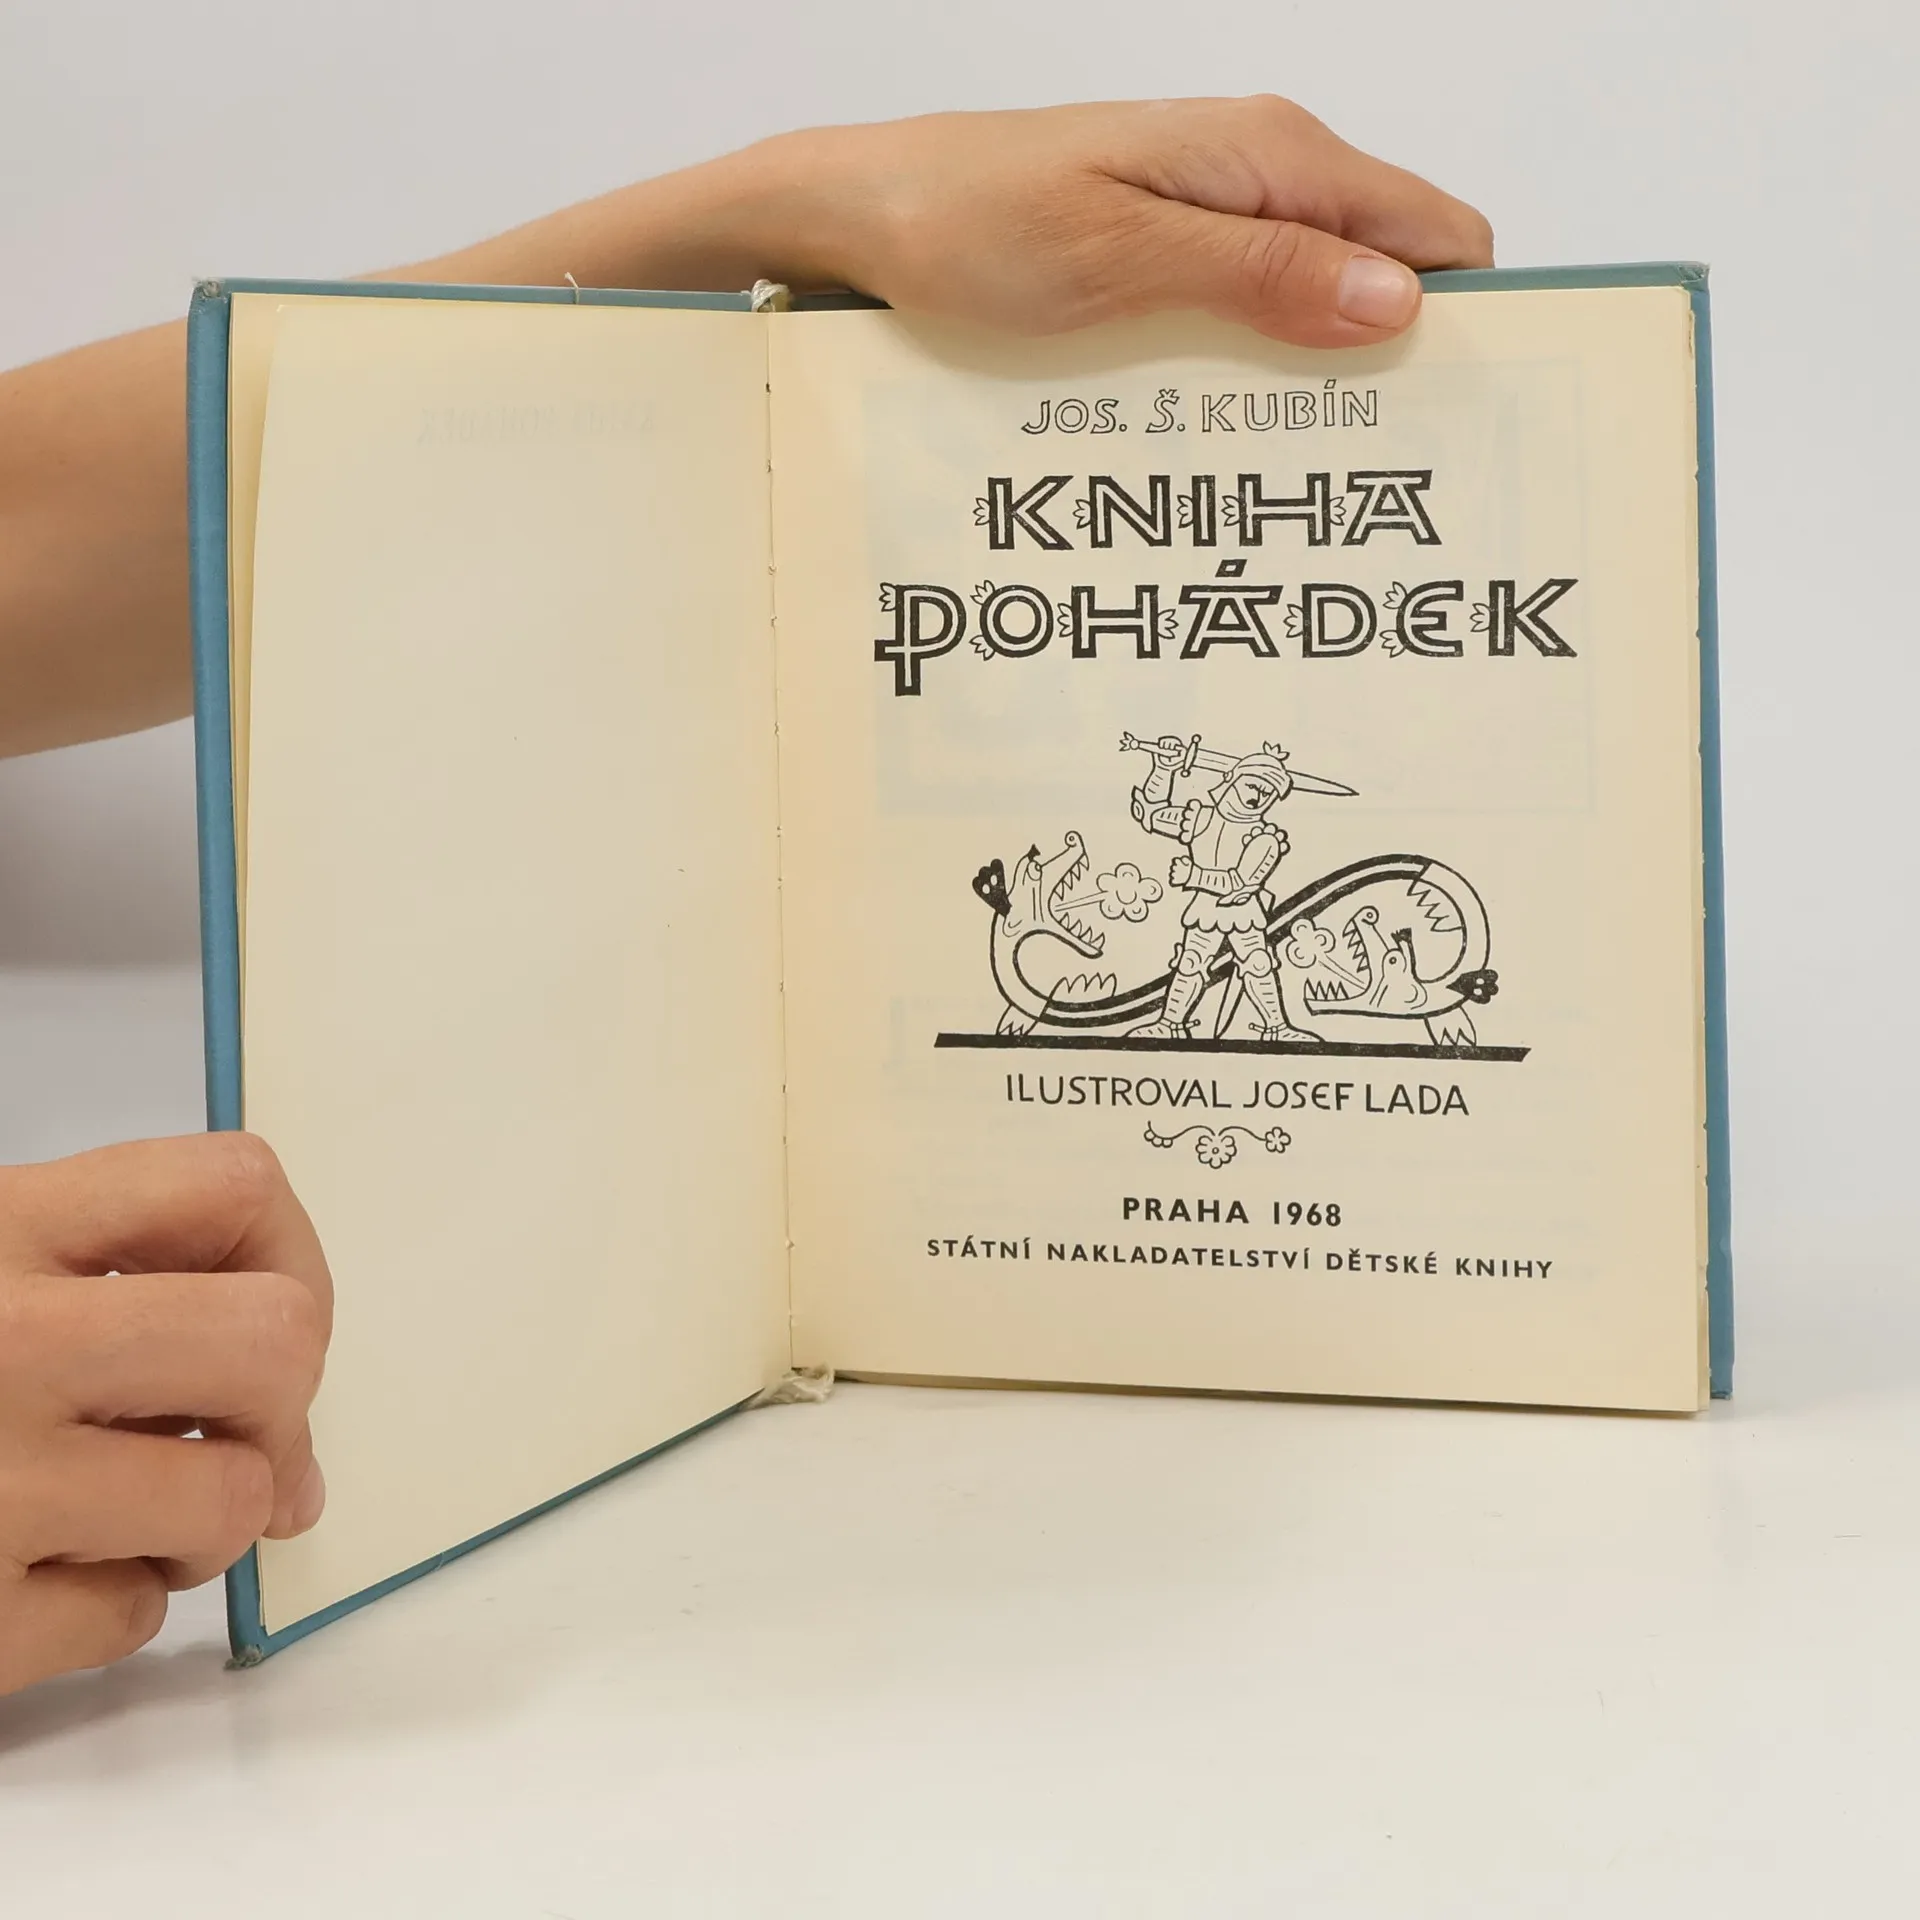 JOS. Š. KUBÍN
KNIHA
POHÁDEK
ILUSTROVAL JOSEF LADA
PRAHA 1968
STÁTNÍ NAKLADATELSTVÍ DĚTSKÉ KNIHY